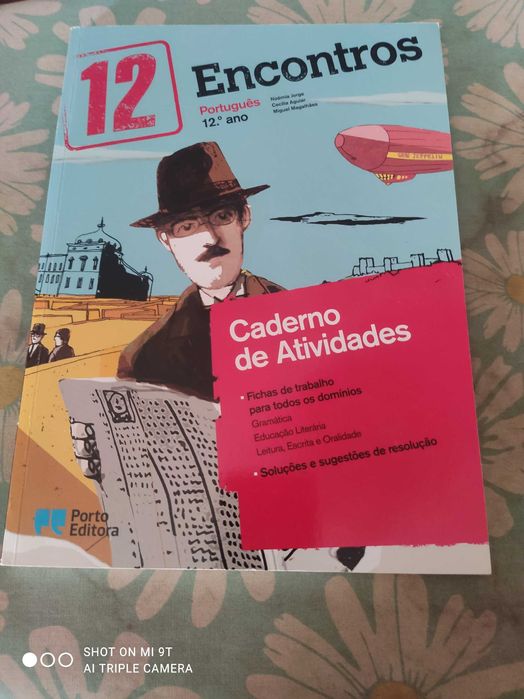 12
Encontros
Português
12.º ano
Noémia Jorge
Cecília Aguiar
Miguel Magalhães
GRAF ZEPPELIN
Caderno
de Atividades
Fichas de trabalho
para todos os domínios
Gramática
Educação Literária
Leitura, Escrita e Oralidade
Soluções e sugestões de resolução
Porto
Editora
SHOT ON MI 9T
AI TRIPLE CAMERA